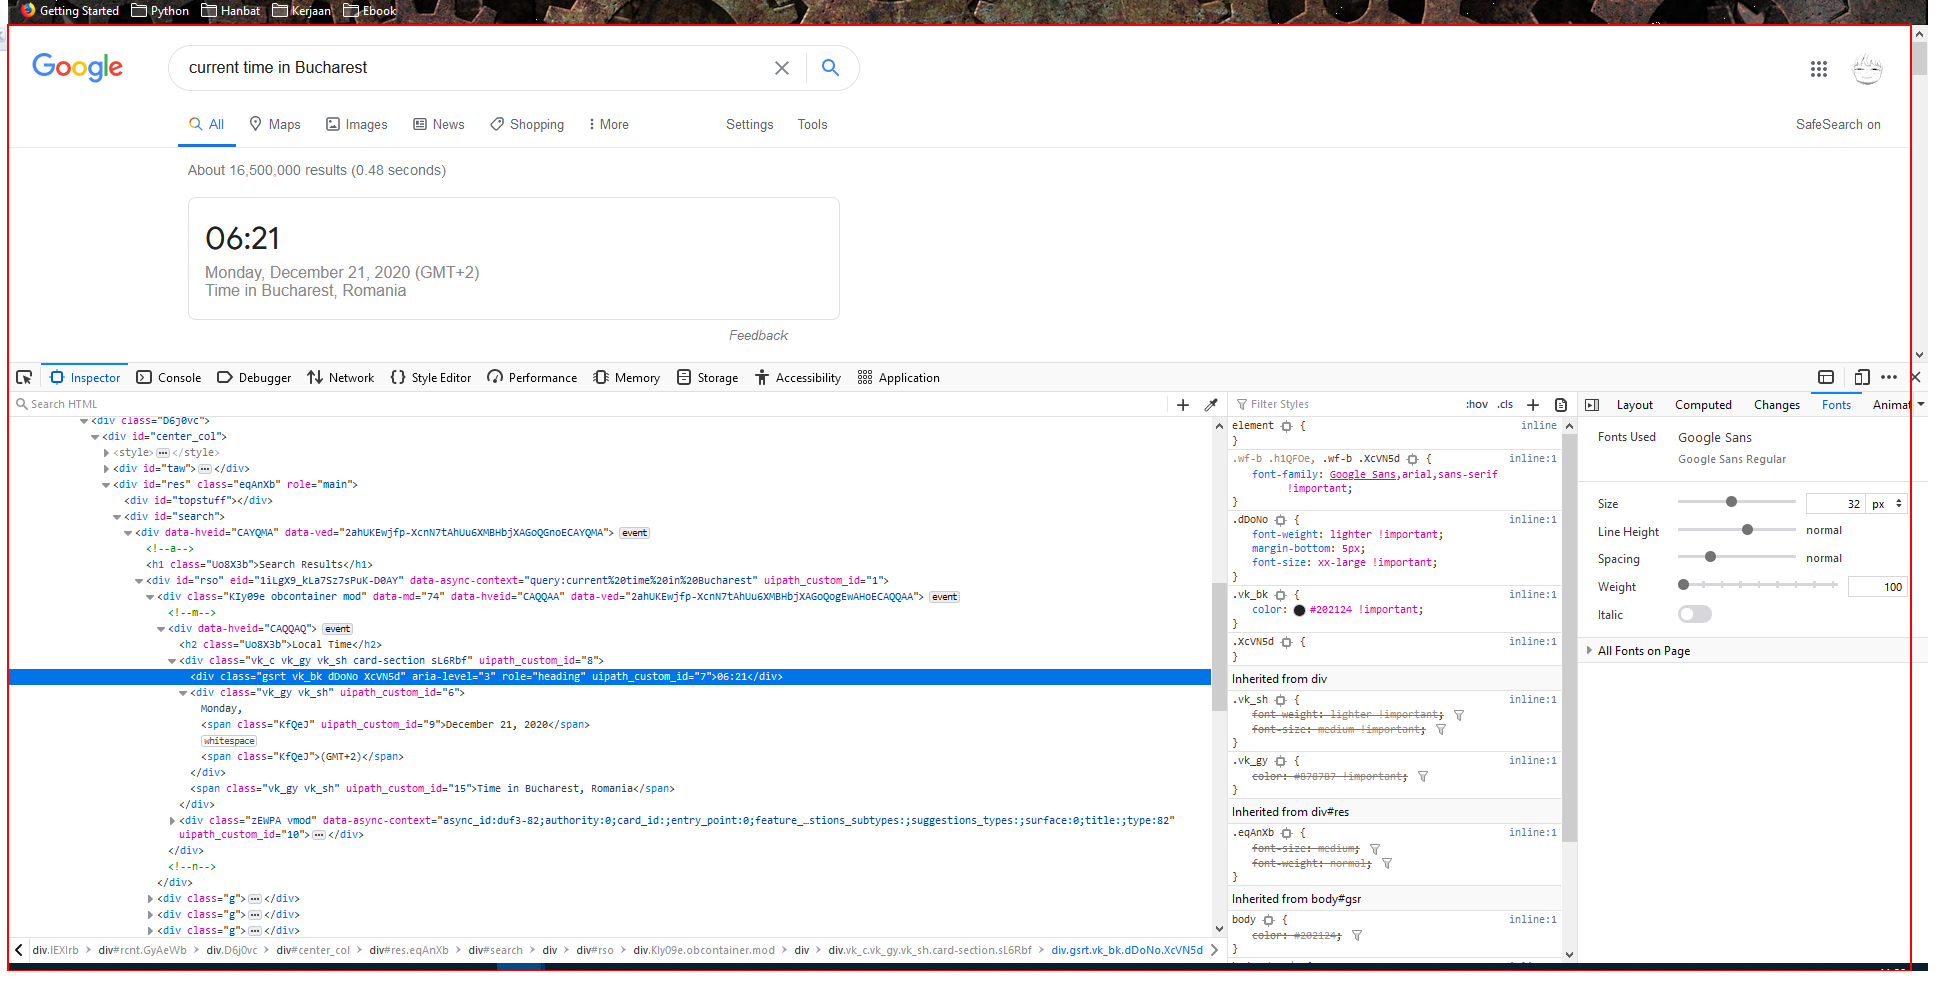 Getting Started Python Hanbat Kerjaan Ebook
Google
current time in Bucharest
All Maps Images News Shopping More Settings Tools SafeSearch on
About 16,500,000 results (0.48 seconds)
06:21
Monday, December 21, 2020 (GMT+2)
Time in Bucharest, Romania
Feedback
Inspector Console Debugger Network Style Editor Performance Memory Storage Accessibility Application
Search HTML
<div class="D6j0vc">
<div id="center_col">
<style>···</style>
<div id="taw">···</div>
<div id="res" class="eqAnXb" role="main">
<div id="topstuff"></div>
<div id="search">
<div data-hveid="CAYQMA" data-ved="2ahUKEwjfp-XcnN7tAhUu6XMBHbjXAGoQGnoECAYQMA"> event
<!--a-->
<h1 class="Uo8X3b">Search Results</h1>
<div id="rso" eid="1iLgX9_kLa7Sz7sPuK-D0AY" data-async-context="query:current%20time%20in%20Bucharest" uipath_custom_id="1">
<div class="KIy09e obcontainer mod" data-md="74" data-hveid="CAQQAA" data-ved="2ahUKEwjfp-XcnN7tAhUu6XMBHbjXAGoQogEwAHoECAQQAA"> event
<!--m-->
<div data-hveid="CAQQAQ"> event
<h2 class="Uo8X3b">Local Time</h2>
<div class="vk_c vk_gy vk_sh card-section sL6Rbf" uipath_custom_id="8">
<div class="gsrt vk_bk dDoNo XcVN5d" aria-level="3" role="heading" uipath_custom_id="7">06:21</div>
<div class="vk_gy vk_sh" uipath_custom_id="6">
Monday,
<span class="KfQeJ" uipath_custom_id="9">December 21, 2020</span>
whitespace
<span class="KfQeJ">(GMT+2)</span>
</div>
<span class="vk_gy vk_sh" uipath_custom_id="15">Time in Bucharest, Romania</span>
</div>
<div class="zEWPA vmod" data-async-context="async_id:duf3-82;authority:0;card_id:;entry_point:0;feature_…stions_subtypes:;suggestions_types:;surface:0;title:;type:82"
uipath_custom_id="10">···</div>
</div>
<!--n-->
</div>
<div class="g">···</div>
<div class="g">···</div>
<div class="g">···</div>
div.IEXIrb div#rcnt.GyAeWb div.D6j0vc div#center_col div#res.eqAnXb div#search div div#rso div.KIy09e.obcontainer.mod div div.vk_c.vk_gy.vk_sh.card-section.sL6Rbf div.gsrt.vk_bk.dDoNo.XcVN5d
Filter Styles :hov .cls
element { inline
}
.wf-b .h1QFOe, .wf-b .XcVN5d { inline:1
font-family: Google Sans,arial,sans-serif
!important;
}
.dDoNo { inline:1
font-weight: lighter !important;
margin-bottom: 5px;
font-size: xx-large !important;
}
.vk_bk { inline:1
color: #202124 !important;
}
.XcVN5d { inline:1
}
Inherited from div
.vk_sh { inline:1
font-weight: lighter !important;
font-size: medium !important;
}
.vk_gy { inline:1
color: #878787 !important;
}
Inherited from div#res
.eqAnXb { inline:1
font-size: medium;
font-weight: normal;
}
Inherited from body#gsr
body { inline:1
color: #202124;
}
Layout Computed Changes Fonts Animat
Fonts Used Google Sans
Google Sans Regular
Size 32 px
Line Height normal
Spacing normal
Weight 100
Italic
All Fonts on Page